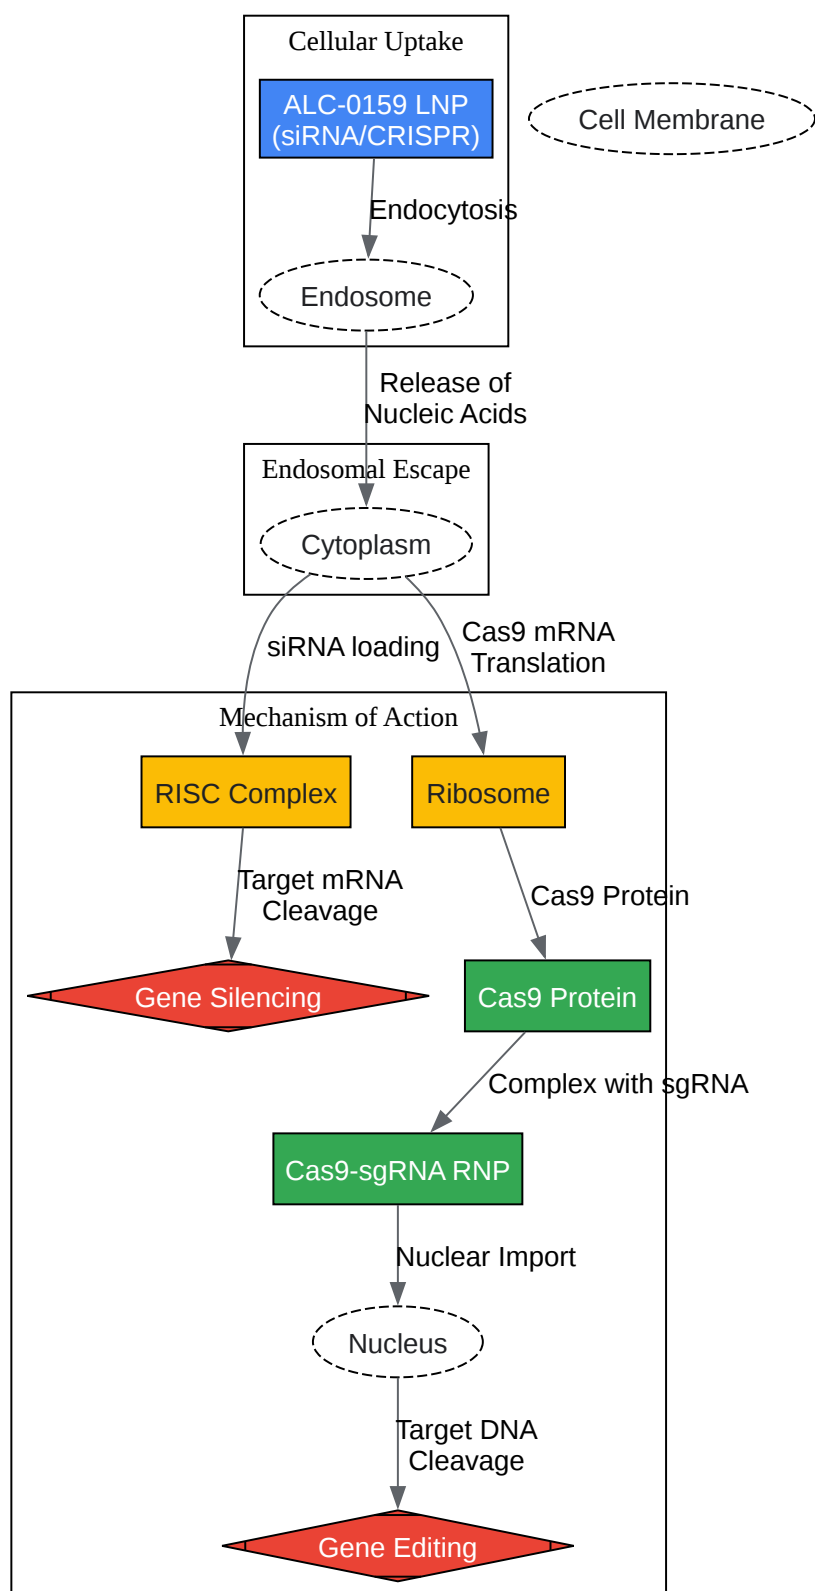 Cellular Uptake
ALC-0159 LNP
(siRNA/CRISPR)
Cell Membrane
Endocytosis
Endosome
Release of
Nucleic Acids
Endosomal Escape
Cytoplasm
siRNA loading
Cas9 mRNA
Translation
Mechanism of Action
RISC Complex
Ribosome
Target mRNA
Cleavage
Cas9 Protein
Gene Silencing
Cas9 Protein
Complex with sgRNA
Cas9-sgRNA RNP
Nuclear Import
Nucleus
Target DNA
Cleavage
Gene Editing